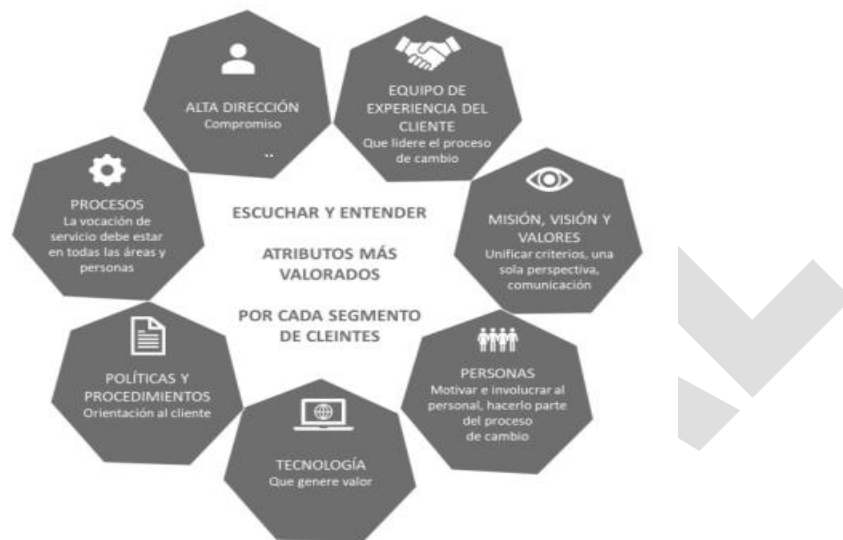 ALTA DIRECCIÓN
Compromiso
..
EQUIPO DE
EXPERIENCIA DEL
CLIENTE
Que lidere el proceso
de cambio
MISIÓN, VISIÓN Y
VALORES
Unificar criterios, una
sola perspectiva,
comunicación
PERSONAS
Motivar e involucrar al
personal, hacerlo parte
del proceso
de cambio
TECNOLOGÍA
Que genere valor
POLÍTICAS Y
PROCEDIMIENTOS
Orientación al cliente
PROCESOS
La vocación de
servicio debe estar
en todas las áreas y
personas
ESCUCHAR Y ENTENDER
ATRIBUTOS MÁS
VALORADOS
POR CADA SEGMENTO
DE CLEINTES